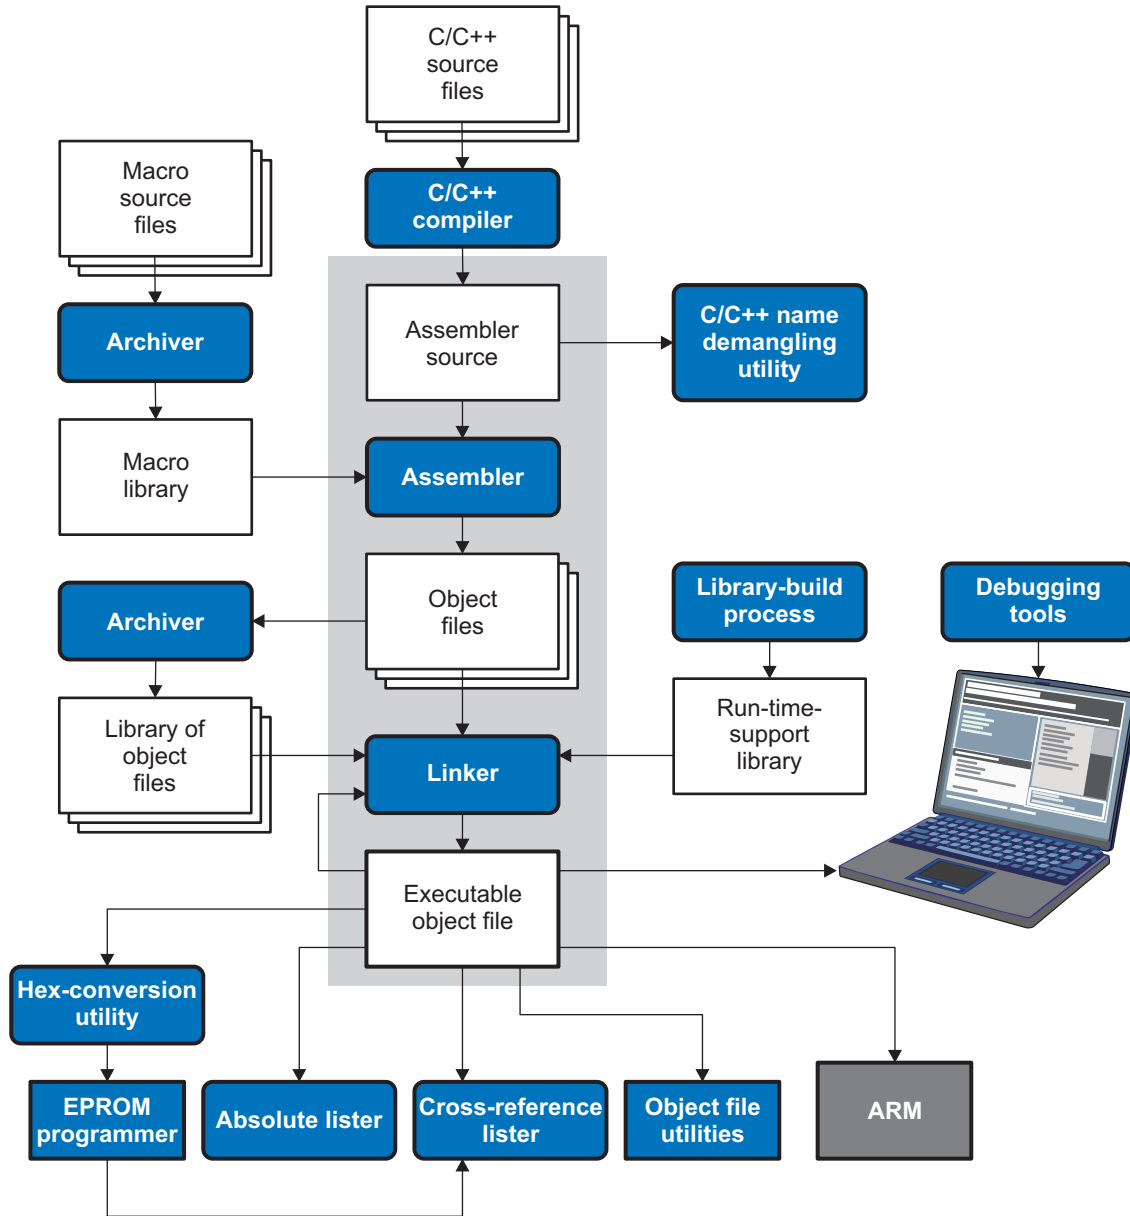 C/C++
source
files
Macro
source
files
C/C++
compiler
Archiver
Assembler
source
C/C++ name
demangling
utility
Macro
library
Assembler
Archiver
Object
files
Library-build
process
Debugging
tools
Library of
object
files
Linker
Run-time-
support
library
Executable
object file
Hex-conversion
utility
EPROM
programmer
Absolute lister
Cross-reference
lister
Object file
utilities
ARM